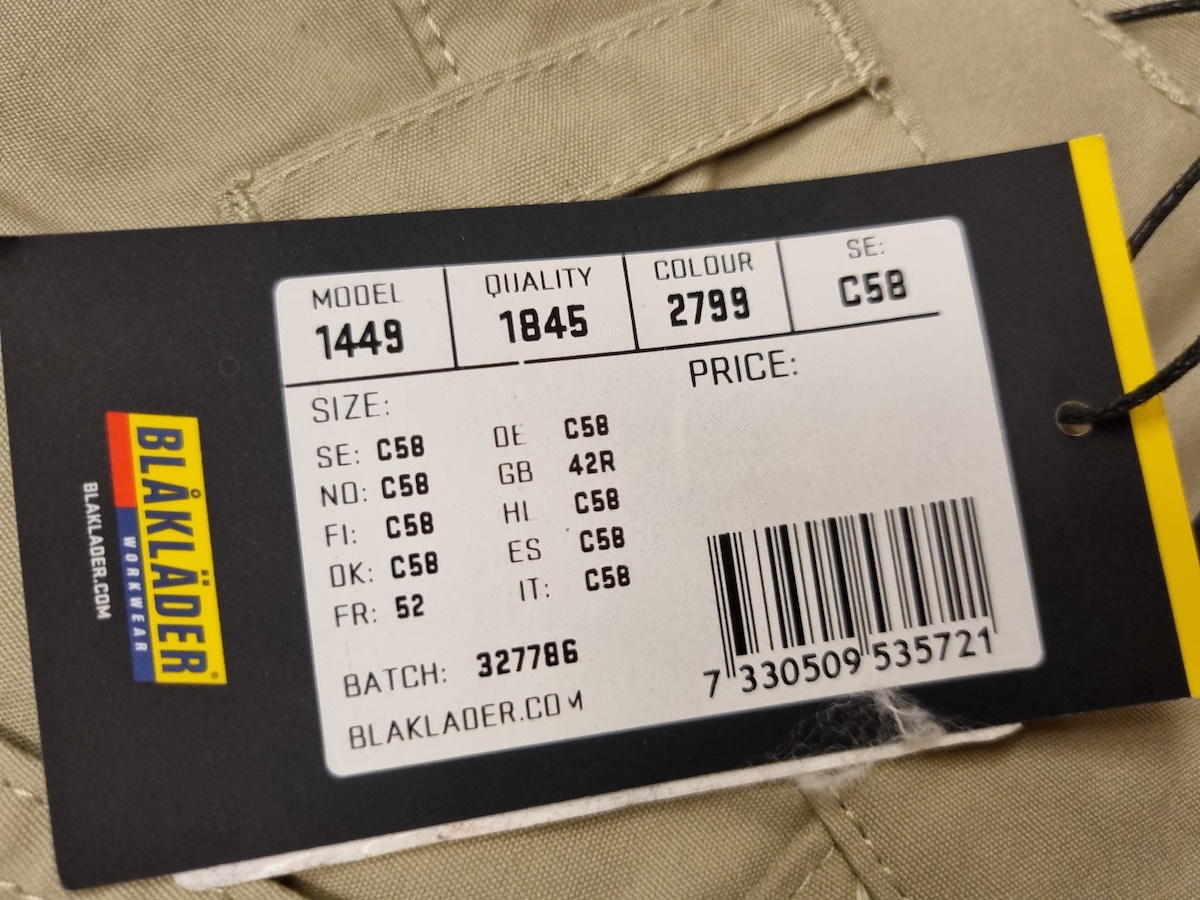 MODEL QUALITY COLOUR SE:
1449 1845 2799 C58
SIZE: PRICE:
SE: C58 DE C58
NO: C58 GB 42R
FI: C58 HL C58
DK: C58 ES C58
FR: 52 IT: C58
BATCH: 327786
BLAKLADER.COM
7 330509 535721
BLÅKLÄDER®
WORKWEAR
BLAKLADER.COM